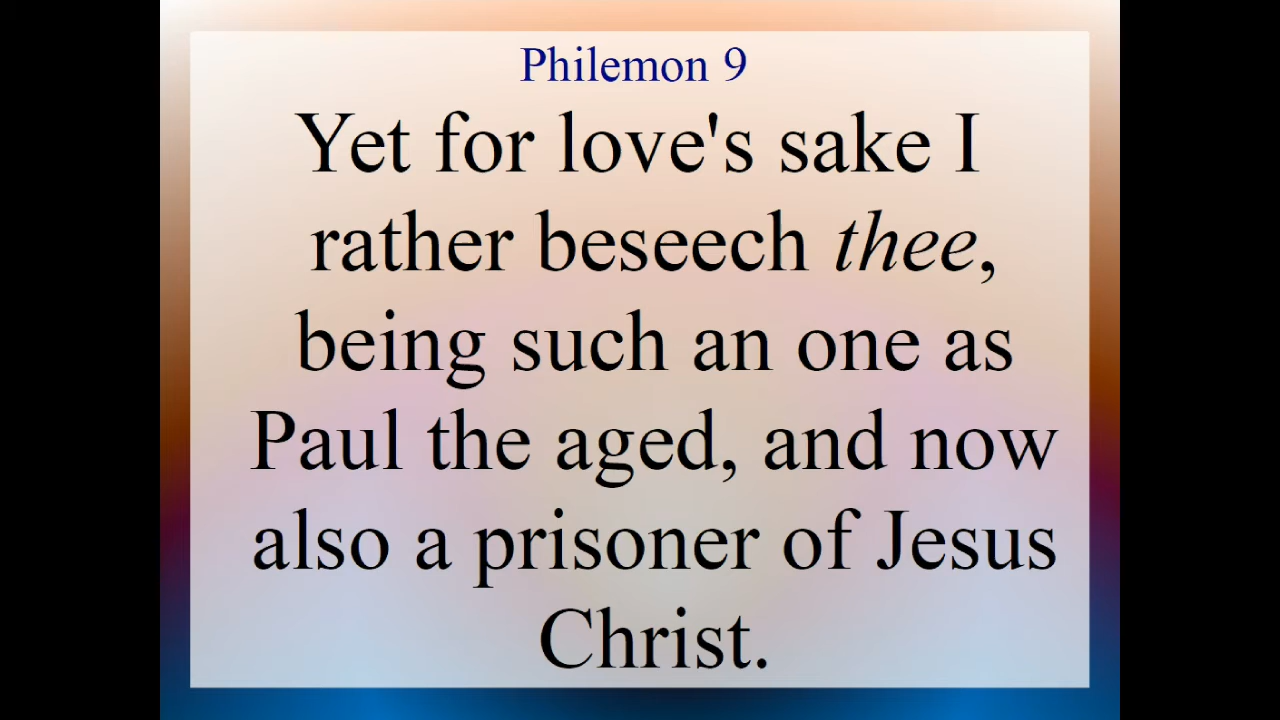 Philemon 9
Yet for love's sake I
rather beseech thee,
being such an one as
Paul the aged, and now
also a prisoner of Jesus
Christ.